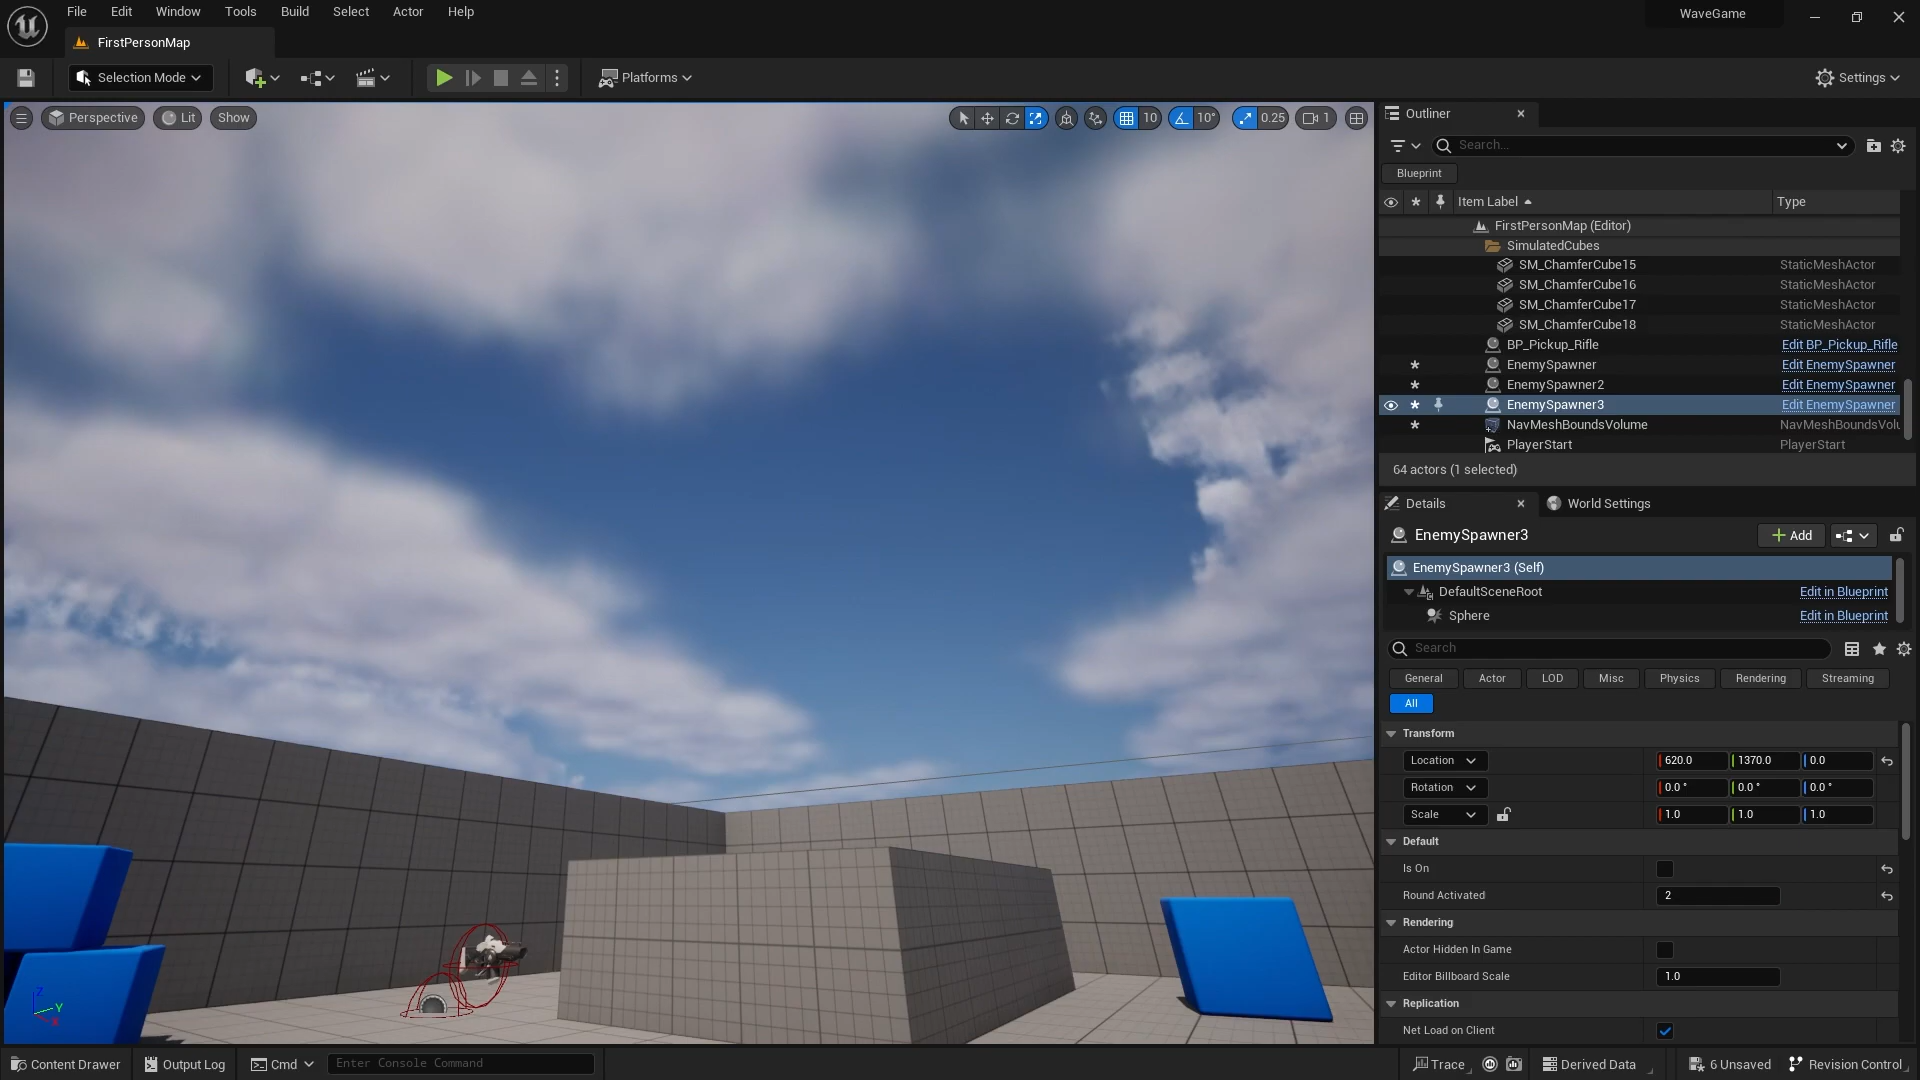 File Edit Window Tools Build Select Actor Help
WaveGame
FirstPersonMap
Selection Mode
Platforms
Settings
Perspective Lit Show
10 10° 0.25 1
Outliner
Search...
Blueprint
Item Label Type
FirstPersonMap (Editor)
SimulatedCubes
SM_ChamferCube15 StaticMeshActor
SM_ChamferCube16 StaticMeshActor
SM_ChamferCube17 StaticMeshActor
SM_ChamferCube18 StaticMeshActor
BP_Pickup_Rifle Edit BP_Pickup_Rifle
EnemySpawner Edit EnemySpawner
EnemySpawner2 Edit EnemySpawner
EnemySpawner3 Edit EnemySpawner
NavMeshBoundsVolume NavMeshBoundsVolu
PlayerStart PlayerStart
64 actors (1 selected)
Details World Settings
EnemySpawner3 Add
EnemySpawner3 (Self)
DefaultSceneRoot Edit in Blueprint
Sphere Edit in Blueprint
Search
General Actor LOD Misc Physics Rendering Streaming
All
Transform
Location 620.0 1370.0 0.0
Rotation 0.0 ° 0.0 ° 0.0 °
Scale 1.0 1.0 1.0
Default
Is On
Round Activated 2
Rendering
Actor Hidden In Game
Editor Billboard Scale 1.0
Replication
Net Load on Client
Z
Y
X
Content Drawer Output Log Cmd Enter Console Command
Trace Derived Data 6 Unsaved Revision Control